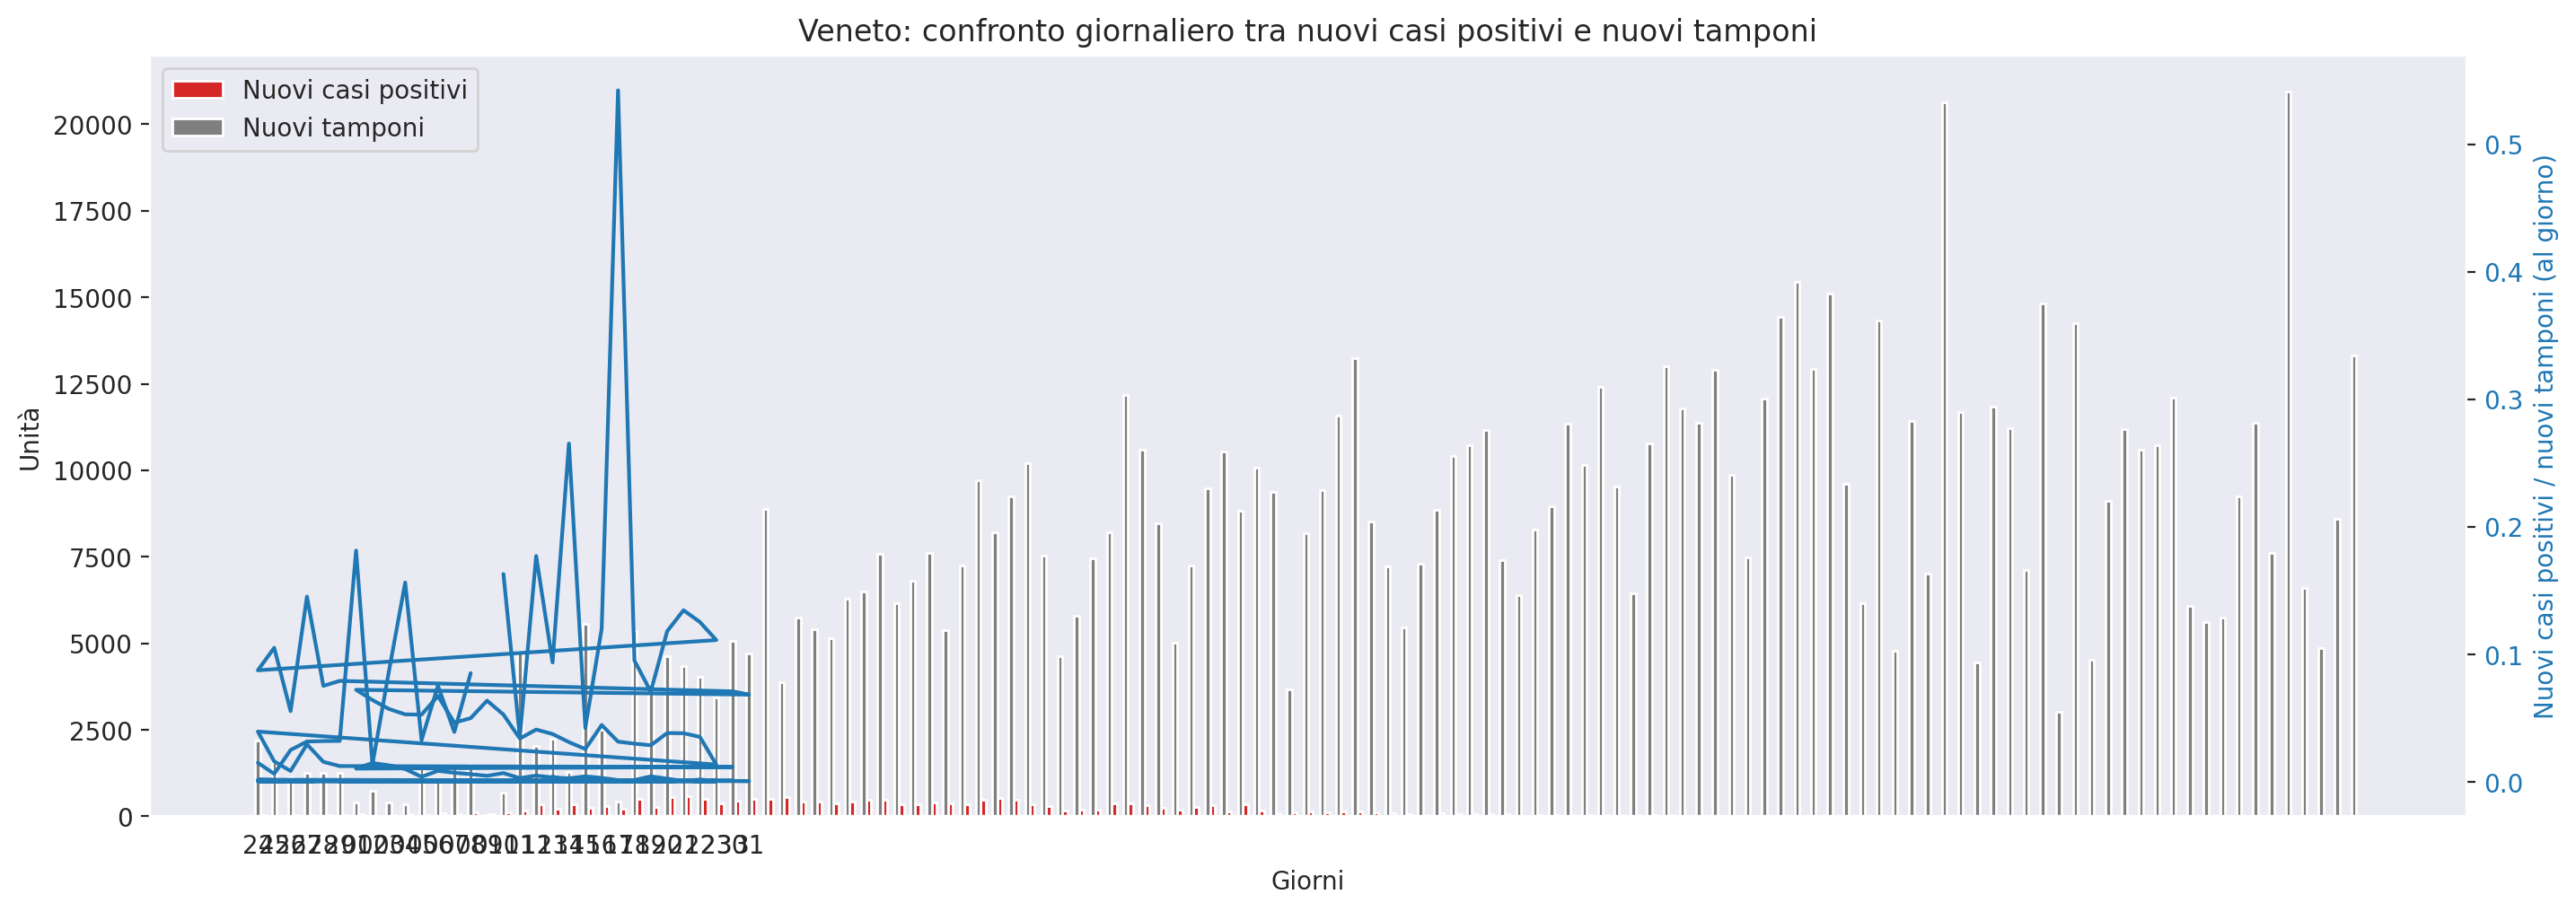 Veneto: confronto giornaliero tra nuovi casi positivi e nuovi tamponi
Nuovi casi positivi
Nuovi tamponi
20000
17500
15000
12500
10000
7500
5000
2500
0
Unità
0.5
0.4
0.3
0.2
0.1
0.0
Nuovi casi positivi / nuovi tamponi (al giorno)
Giorni